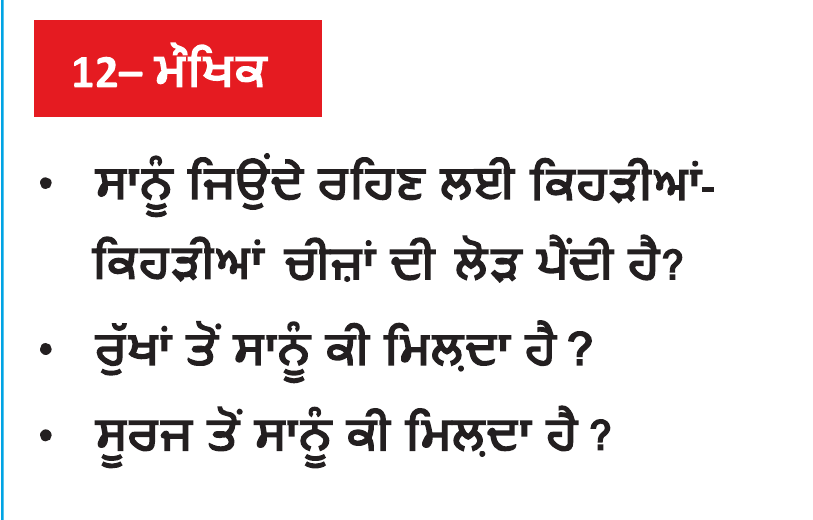 12– ਮੌਖਿਕ
• ਸਾਨੂੰ ਜਿਉਂਦੇ ਰਹਿਣ ਲਈ ਕਿਹੜੀਆਂ-
ਕਿਹੜੀਆਂ ਚੀਜ਼ਾਂ ਦੀ ਲੋੜ ਪੈਂਦੀ ਹੈ?
• ਰੁੱਖਾਂ ਤੋਂ ਸਾਨੂੰ ਕੀ ਮਿਲ਼ਦਾ ਹੈ ?
• ਸੂਰਜ ਤੋਂ ਸਾਨੂੰ ਕੀ ਮਿਲ਼ਦਾ ਹੈ ?